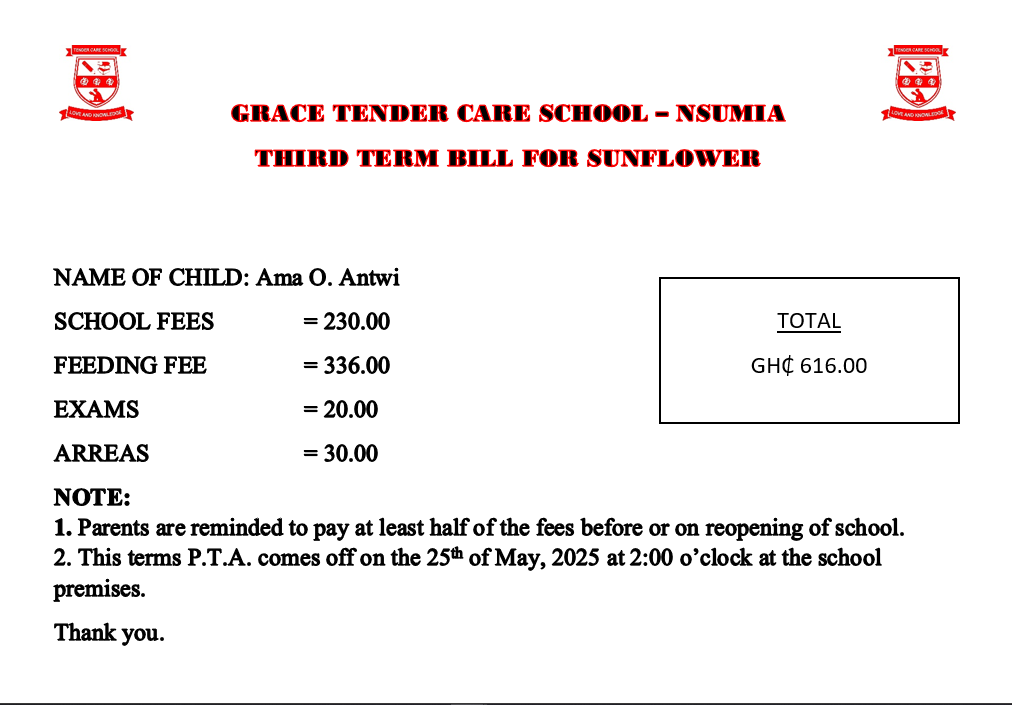 TENDER CARE SCHOOL
LOVE AND KNOWLEDGE
TENDER CARE SCHOOL
LOVE AND KNOWLEDGE
GRACE TENDER CARE SCHOOL – NSUMIA
THIRD TERM BILL FOR SUNFLOWER
NAME OF CHILD: Ama O. Antwi
SCHOOL FEES = 230.00
FEEDING FEE = 336.00
EXAMS = 20.00
ARREAS = 30.00
TOTAL
GH₵ 616.00
NOTE:
1. Parents are reminded to pay at least half of the fees before or on reopening of school.
2. This terms P.T.A. comes off on the 25th of May, 2025 at 2:00 o’clock at the school
premises.
Thank you.